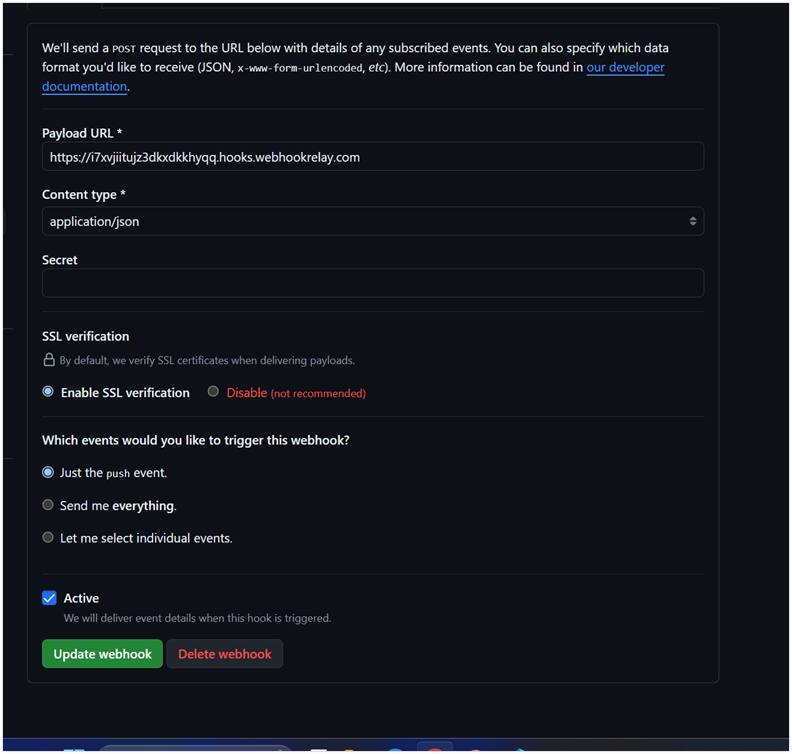 We'll send a POST request to the URL below with details of any subscribed events. You can also specify which data
format you'd like to receive (JSON, x-www-form-urlencoded, etc). More information can be found in our developer
documentation.
Payload URL *
https://i7xvjiitujz3dkxdkkhyqq.hooks.webhookrelay.com
Content type *
application/json
Secret
SSL verification
By default, we verify SSL certificates when delivering payloads.
Enable SSL verification Disable (not recommended)
Which events would you like to trigger this webhook?
Just the push event.
Send me everything.
Let me select individual events.
Active
We will deliver event details when this hook is triggered.
Update webhook Delete webhook